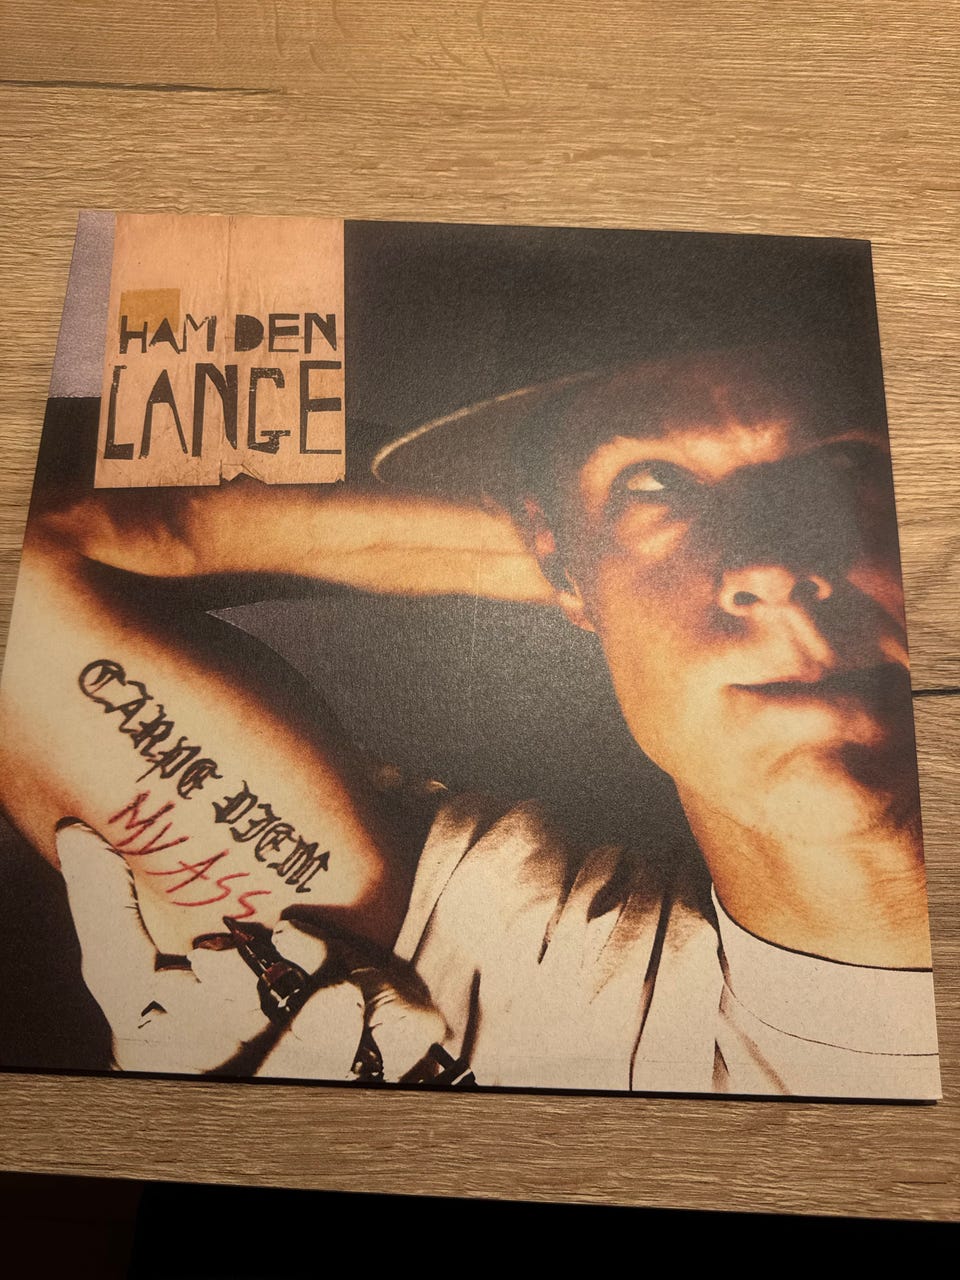 HAM DEN
LANGE
CARPE DIEM
MY ASS